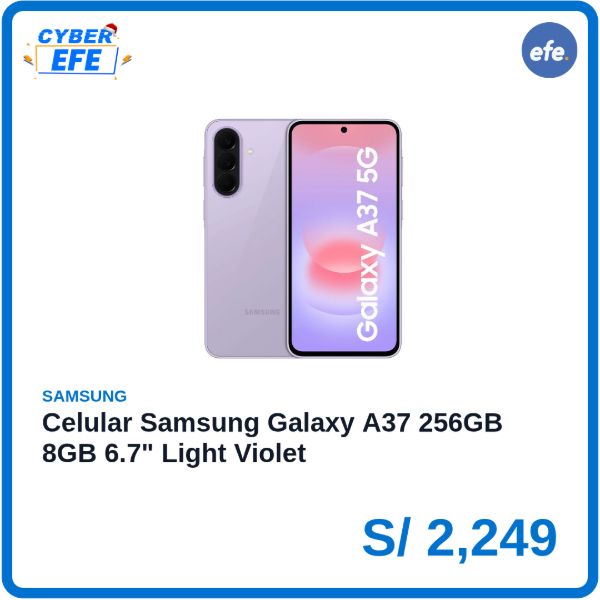 CYBER
EFE
efe.
Galaxy A37 5G
SAMSUNG
SAMSUNG
Celular Samsung Galaxy A37 256GB
8GB 6.7" Light Violet
S/ 2,249